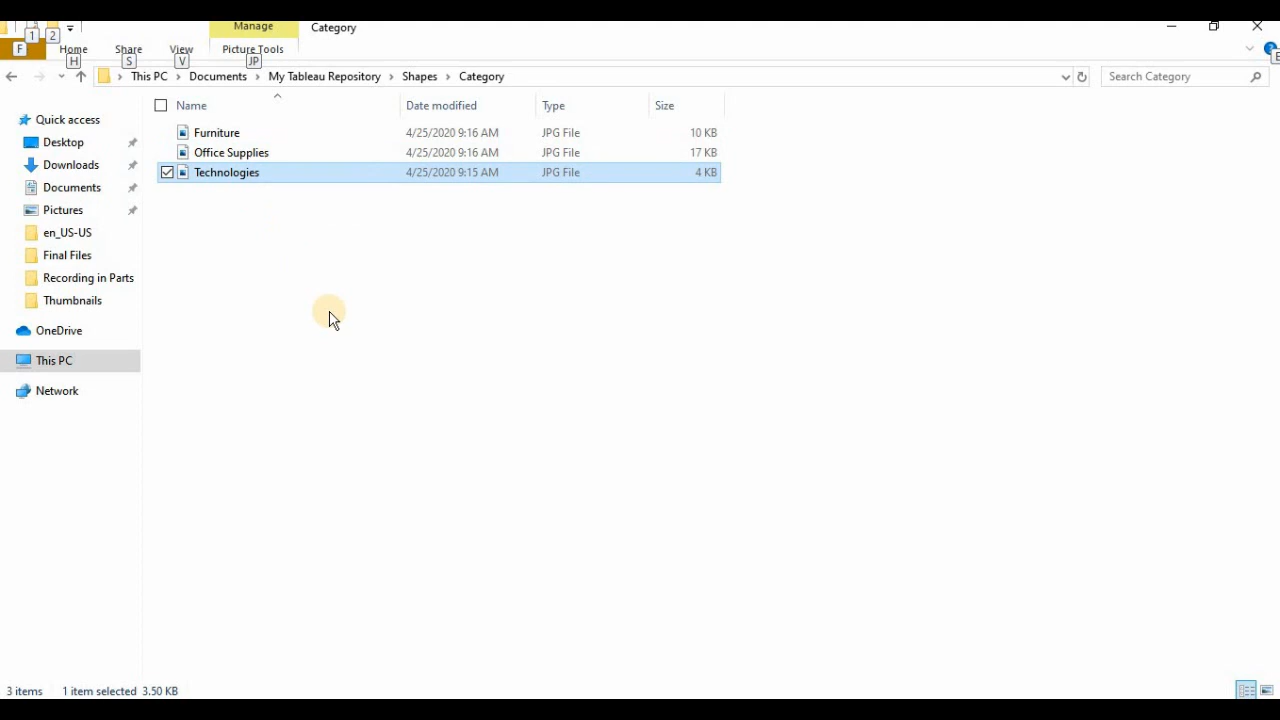 1 2 Manage Category
F Home Share View Picture Tools
H S V JP
This PC Documents My Tableau Repository Shapes Category Search Category
Name Date modified Type Size
Quick access
Desktop
Downloads
Documents
Pictures
en_US-US
Final Files
Recording in Parts
Thumbnails
OneDrive
This PC
Network
Furniture 4/25/2020 9:16 AM JPG File 10 KB
Office Supplies 4/25/2020 9:16 AM JPG File 17 KB
Technologies 4/25/2020 9:15 AM JPG File 4 KB
3 items 1 item selected 3.50 KB